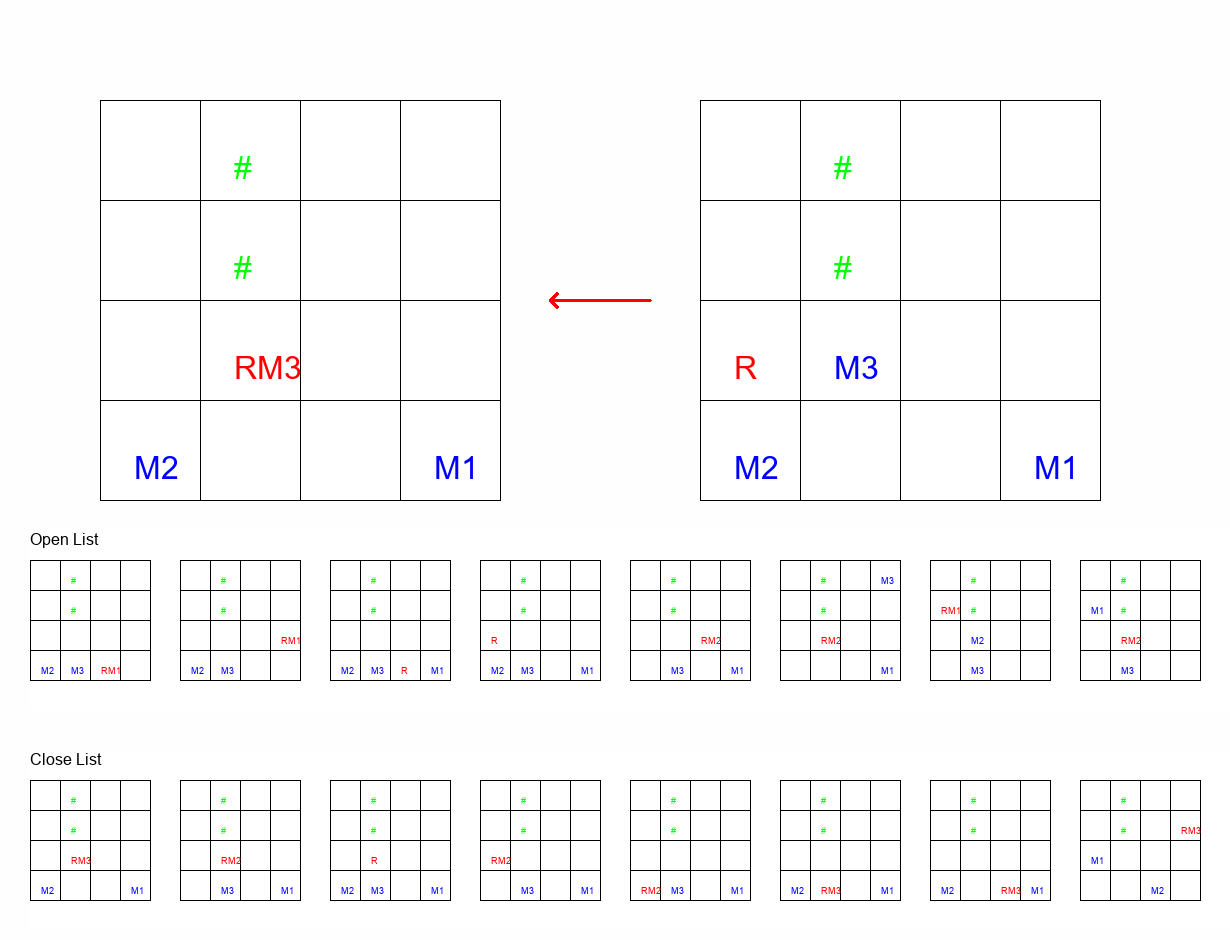 # #
# #
RM3 R M3
M2 M1 M2 M1
Open List
# # # # # # M3 # #
# # # # # # RM1 # M1 #
RM1 R RM2 RM2 M2 RM2
M2 M3 RM1 M2 M3 M2 M3 R M1 M2 M3 M1 M3 M1 M1 M3 M3
Close List
# # # # # # # #
# # # # # # # # RM3
RM3 RM2 R RM2 M1
M2 M1 M3 M1 M2 M3 M1 M3 M1 RM2 M3 M1 M2 RM3 M1 M2 RM3 M1 M2